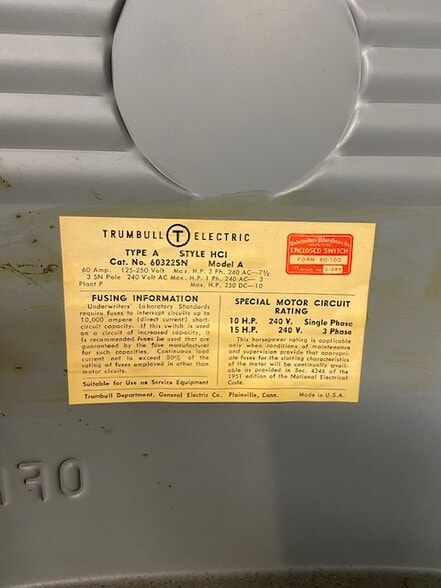 TRUMBULL T ELECTRIC
TYPE A STYLE HCI
Cat. No. 60322SN Model A
60 Amp. 125-250 Volt Max. H.P. 3 Ph. 240 AC—7½
3 SN Pole 240 Volt AC Max. H.P. 1 Ph. 240 AC— 3
Plant P Max. H.P. 250 DC—10
Underwriters' Laboratories, Inc.
ENCLOSED SWITCH
FORM 60-100
FUSING INFORMATION
Underwriters' Laboratory Standards
require fuses to interrupt circuits up to
10,000 ampere (direct current) short-
circuit capacity. If this switch is used
on a circuit of increased capacity, it
is recommended fuses be used that are
guaranteed by the fuse manufacturer
for such capacities. Continuous load
current not to exceed 80% of the
rating of fuses employed in other than
motor circuits.
Suitable for Use as Service Equipment
SPECIAL MOTOR CIRCUIT
RATING
10 H.P. 240 V. Single Phase
15 H.P. 240 V. 3 Phase
This horsepower rating is applicable
only when conditions of maintenance
and supervision provide that appropri-
ate fuses for the starting characteristics
of the motor will be continually avail-
able as provided in Sec. 4346 of the
1951 edition of the National Electrical
Code.
Trumbull Department, General Electric Co. Plainville, Conn. Made in U.S.A.
OFF